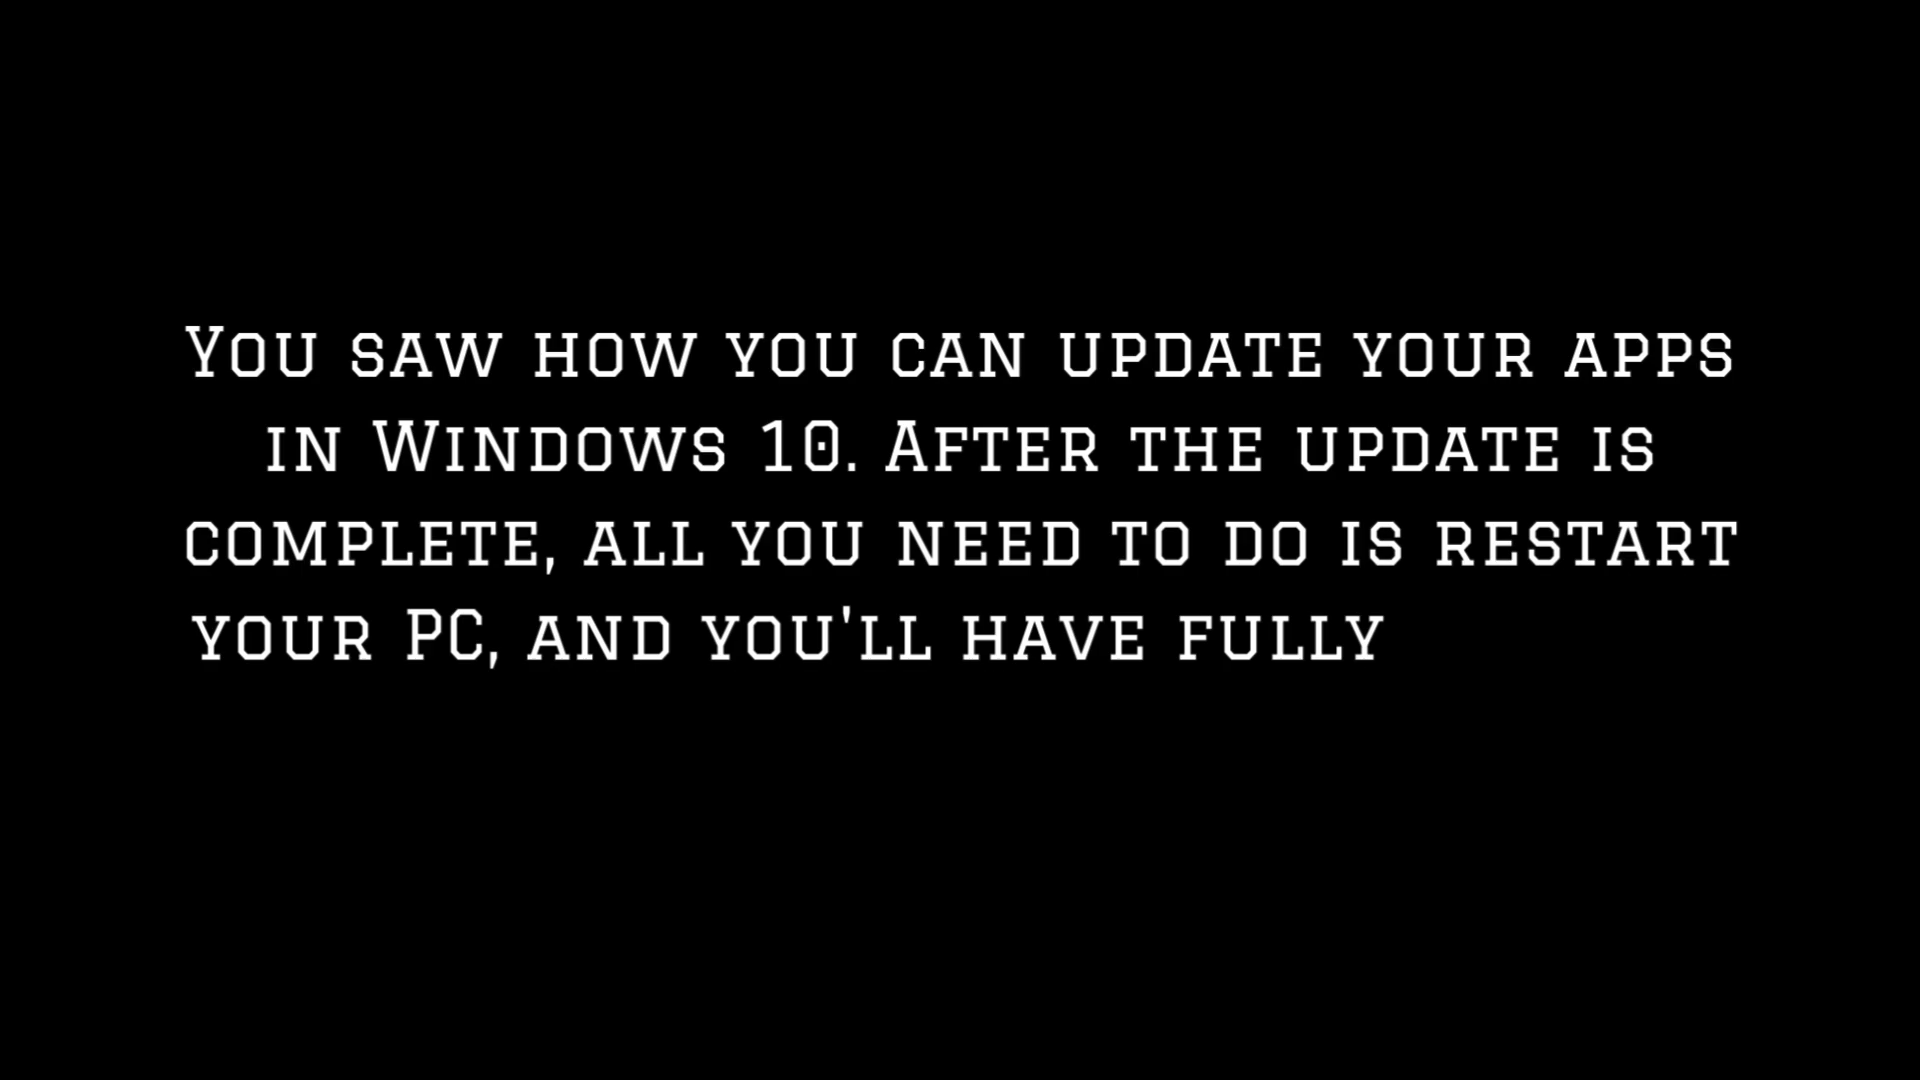 You saw how you can update your apps
in Windows 10. After the update is
complete, all you need to do is restart
your PC, and you'll have fully